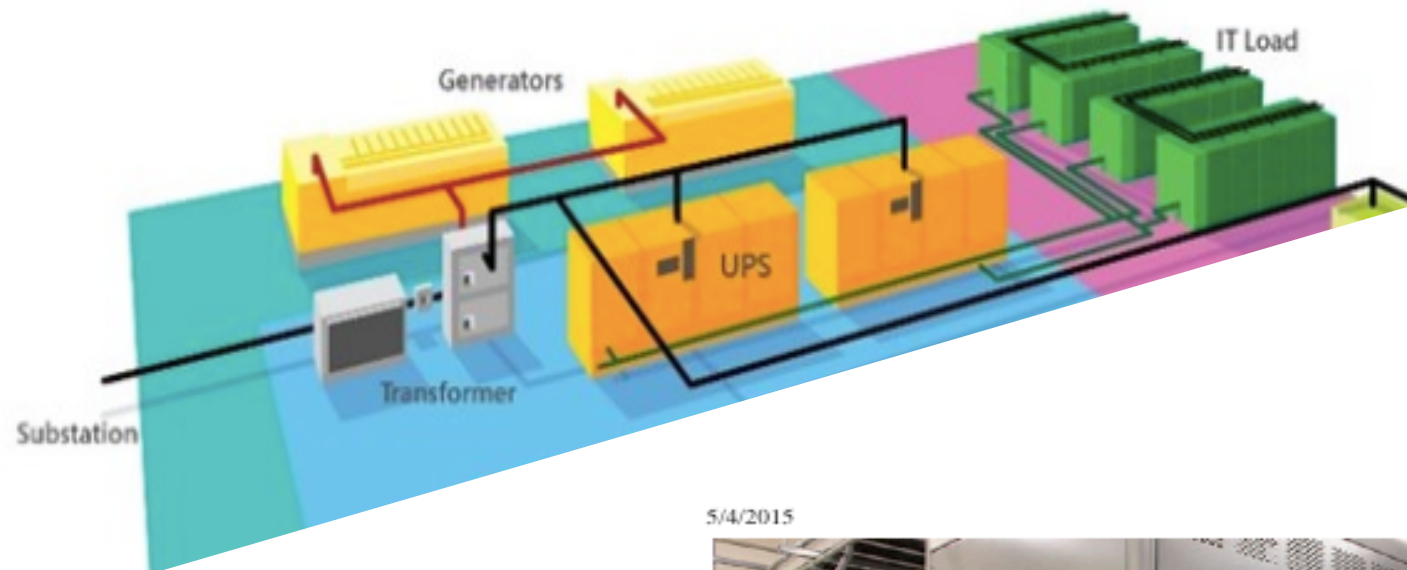 IT Load
Generators
UPS
Transformer
Substation
5/4/2015